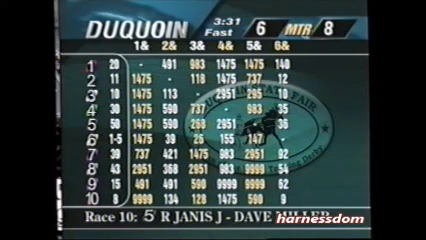 DUQUOIN 3:31 Fast 6 MTR 8
1& 2& 3& 4& 5& 6&
1 20 - 491 983 1475 1475 140
2 11 1475 - 118 1475 737 12
3 10 1475 113 2951 295 10
4 30 1475 590 737 - 983 35
5 50 1475 590 268 2951 - 36
6 1-5 1475 39 26 155 147 -
7 39 737 421 1475 983 2951 92
8 43 2951 368 2951 983 9999 54
9 15 491 491 590 9999 9999 62
10 9 9999 134 128 1475 590 9
Race 10: 5 R JANIS J - DAVE MILLER
harnessdom